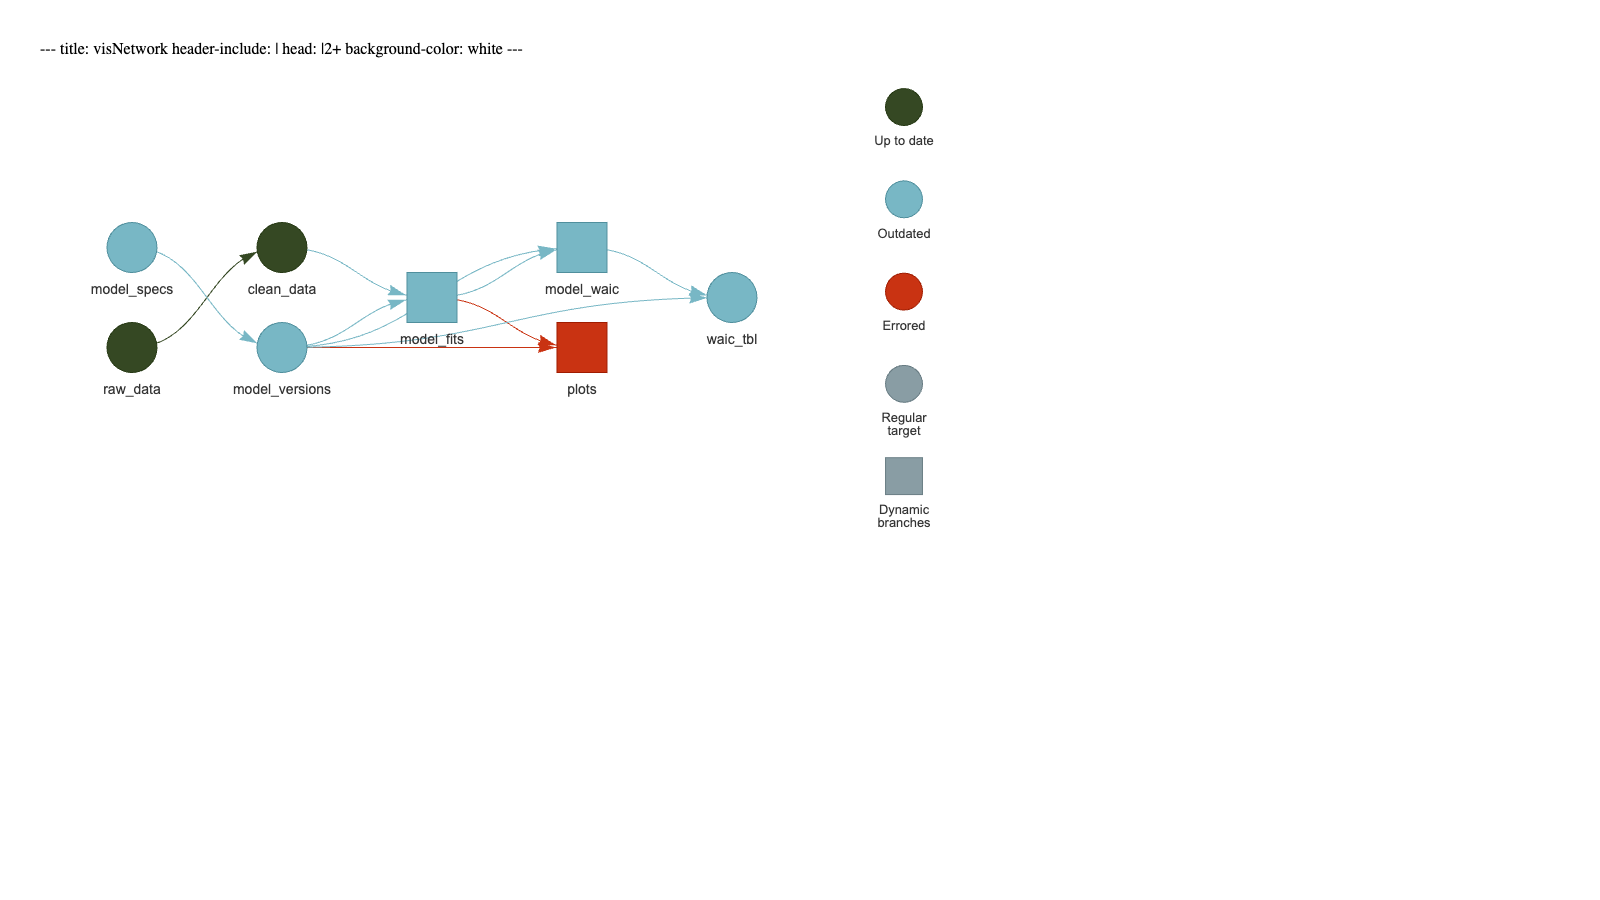 --- title: visNetwork header-include: | head: |2+ background-color: white ---
Up to date
Outdated
Errored
Regular
target
Dynamic
branches
model_specs
clean_data
model_waic
model_fits
waic_tbl
raw_data
model_versions
plots